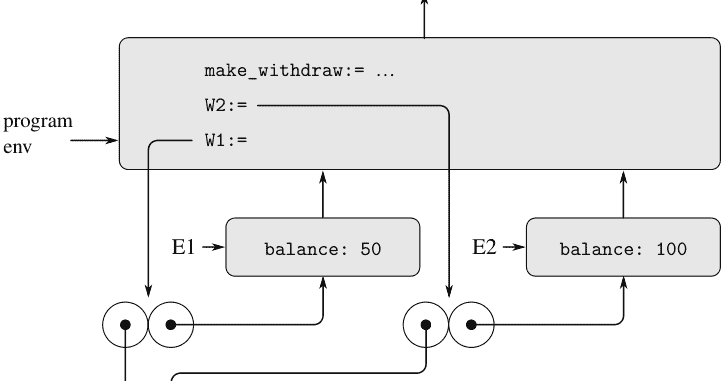 make_withdraw:= ...
W2:=
program
env
W1:=
E1
balance: 50
E2
balance: 100